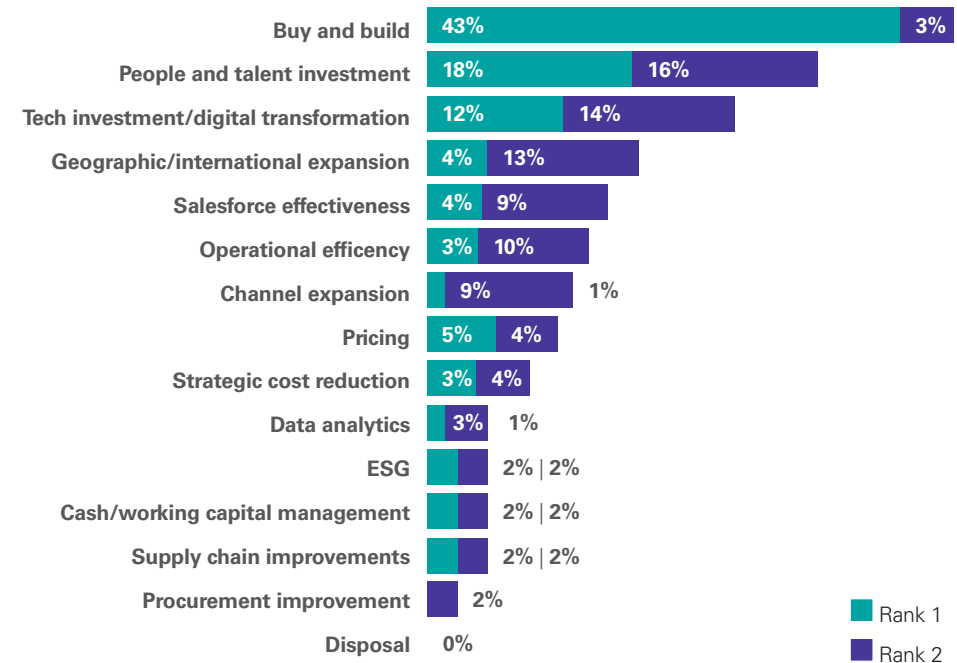 Buy and build 43% 3%
People and talent investment 18% 16%
Tech investment/digital transformation 12% 14%
Geographic/international expansion 4% 13%
Salesforce effectiveness 4% 9%
Operational efficency 3% 10%
Channel expansion 9% 1%
Pricing 5% 4%
Strategic cost reduction 3% 4%
Data analytics 3% 1%
ESG 2% | 2%
Cash/working capital management 2% | 2%
Supply chain improvements 2% | 2%
Procurement improvement 2%
Disposal 0%
Rank 1
Rank 2